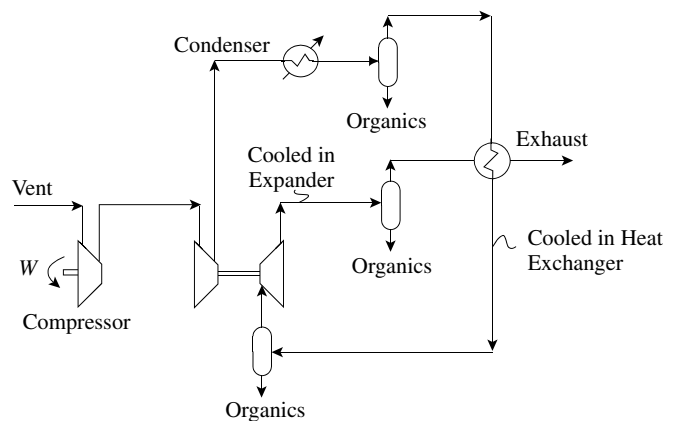 Condenser
Organics
Exhaust
Cooled in
Expander
Vent
Organics
Cooled in Heat
Exchanger
W
Compressor
Organics